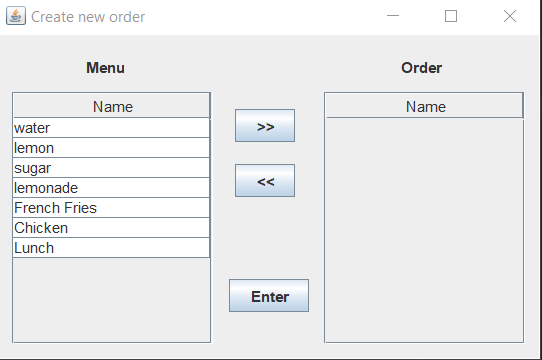 Create new order
Menu
Order
Name
water
lemon
sugar
lemonade
French Fries
Chicken
Lunch
>>
<<
Enter
Name